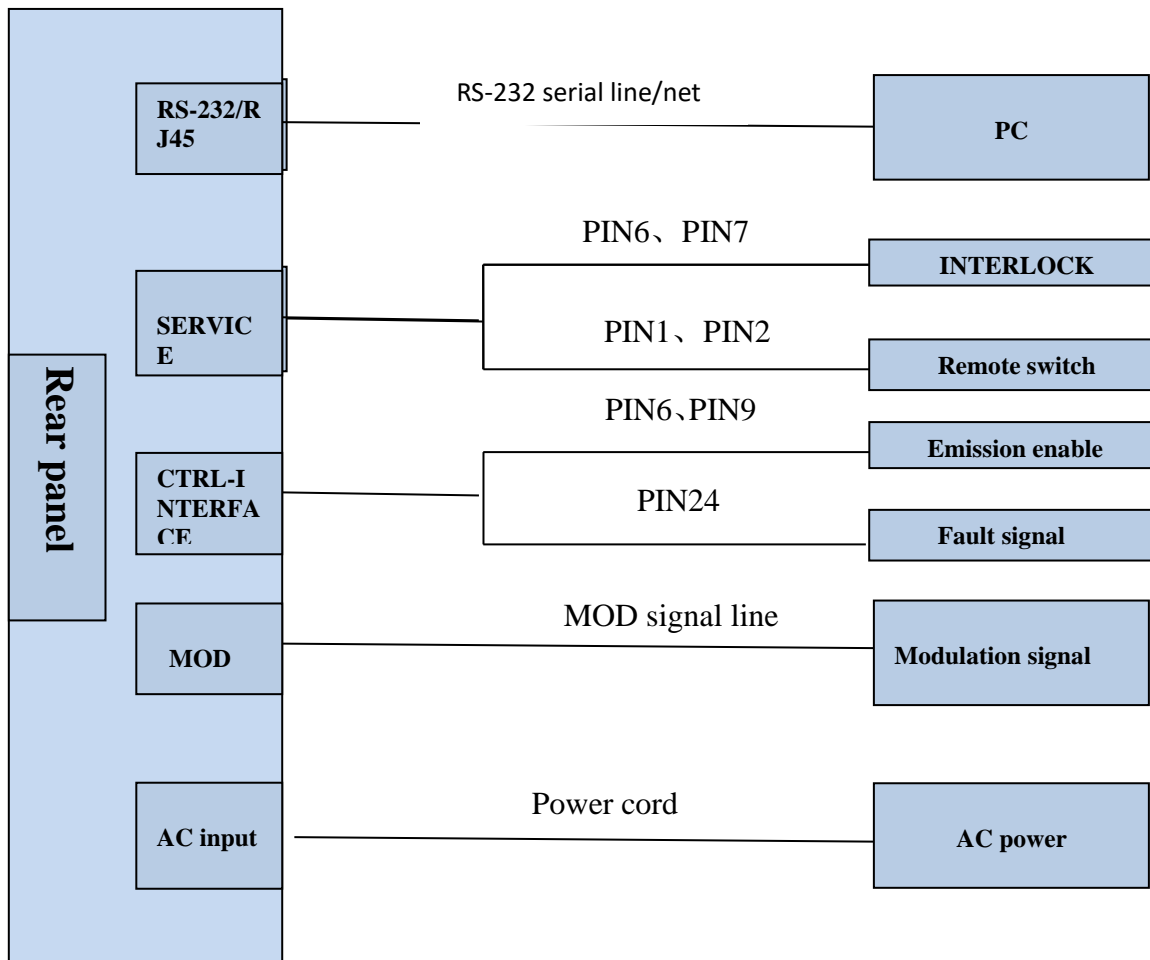 RS-232/R
J45
RS-232 serial line/net
PC
PIN6、PIN7
INTERLOCK
SERVIC
E
PIN1、PIN2
Remote switch
Rear panel
PIN6、PIN9
Emission enable
CTRL-I
NTERFA
CE
PIN24
Fault signal
MOD signal line
MOD
Modulation signal
Power cord
AC input
AC power